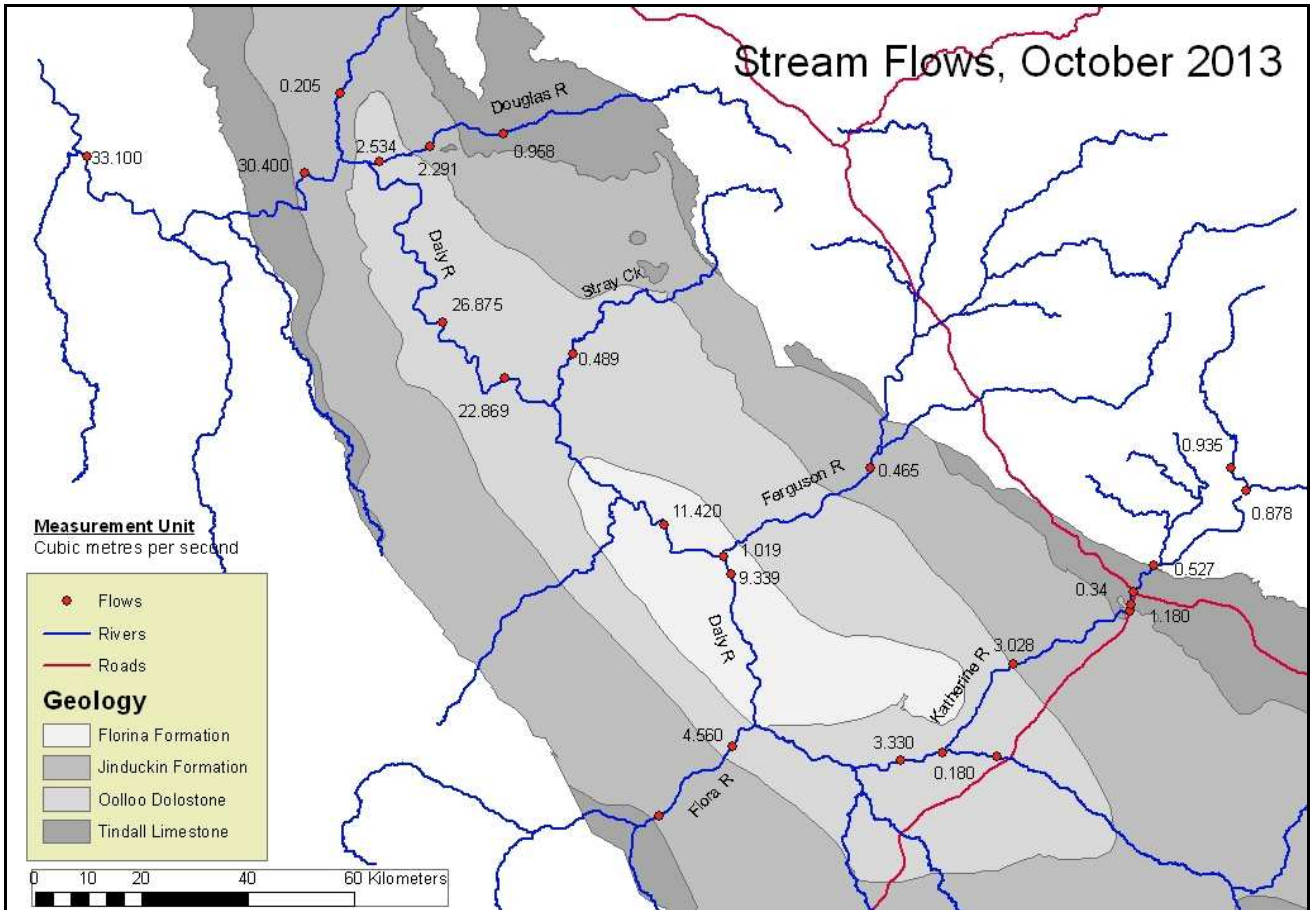 Stream Flows, October 2013
0.205
Douglas R
33.100
30.400
2.534
2.291
0.958
Daly R
Stray Ck
26.875
0.489
22.869
0.935
Ferguson R
0.465
0.878
11.420
1.019
9.339
0.527
0.34
1.180
Daly R
3.028
Katherine R
4.560
3.330
0.180
Flora R
Measurement Unit
Cubic metres per second
Flows
Rivers
Roads
Geology
Florina Formation
Jinduckin Formation
Oolloo Dolostone
Tindall Limestone
0 10 20 60 Kilometers